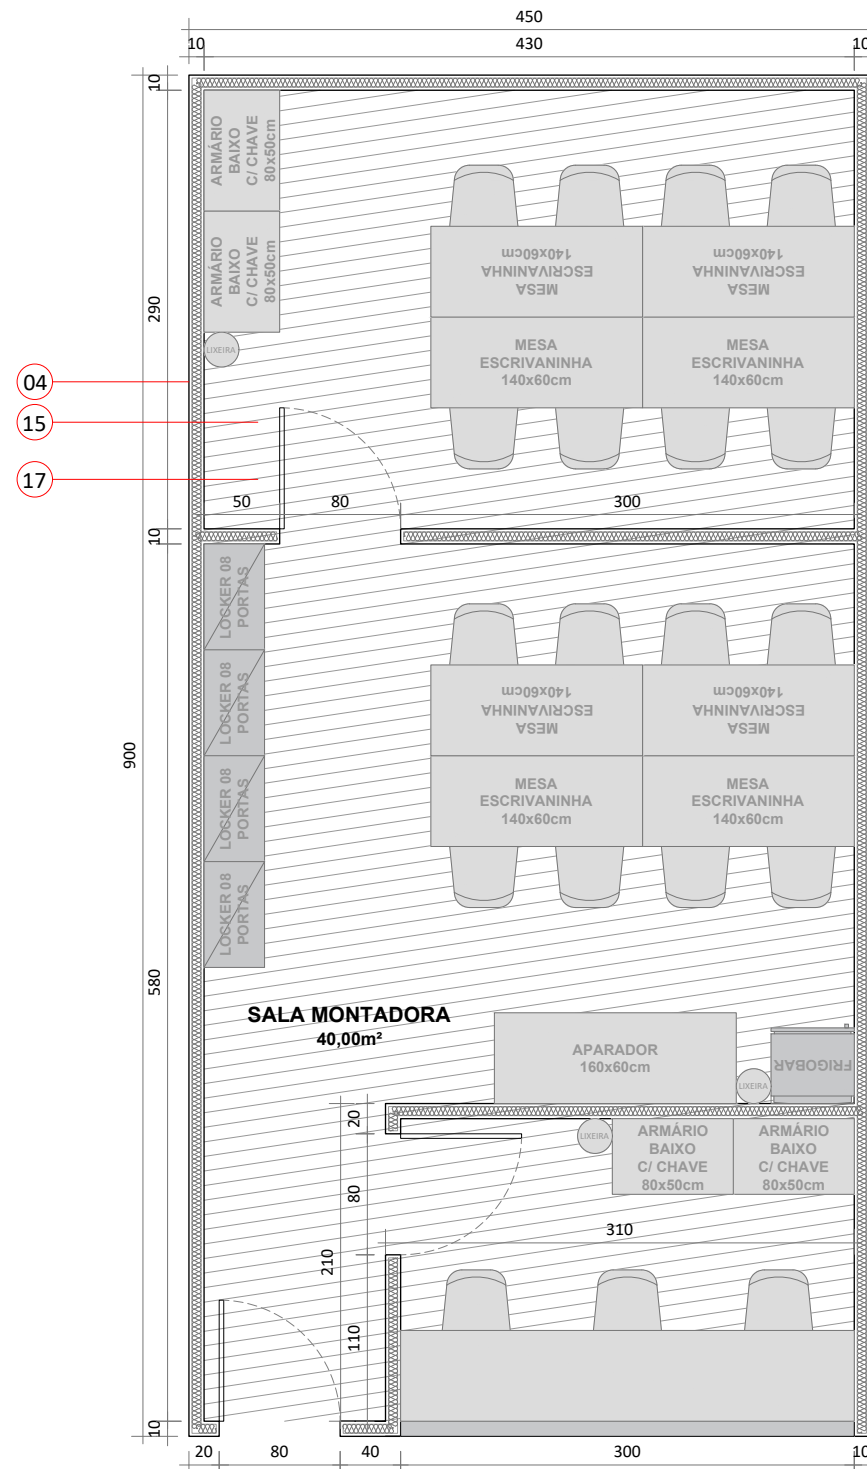 450
10
430
10
10
ARMÁRIO
BAIXO
C/ CHAVE
80x50cm
MESA
ESCRIVANINHA
140x60cm
MESA
ESCRIVANINHA
140x60cm
ARMÁRIO
BAIXO
C/ CHAVE
80x50cm
290
LIXEIRA
MESA
ESCRIVANINHA
140x60cm
MESA
ESCRIVANINHA
140x60cm
04
15
17
50
80
300
10
LOCKER 08
PORTAS
LOCKER 08
PORTAS
MESA
ESCRIVANINHA
140x60cm
MESA
ESCRIVANINHA
140x60cm
900
LOCKER 08
PORTAS
MESA
ESCRIVANINHA
140x60cm
MESA
ESCRIVANINHA
140x60cm
LOCKER 08
PORTAS
580
SALA MONTADORA
40,00m²
APARADOR
160x60cm
LIXEIRA
FRIGOBAR
20
LIXEIRA
ARMÁRIO
BAIXO
C/ CHAVE
80x50cm
ARMÁRIO
BAIXO
C/ CHAVE
80x50cm
80
310
210
110
10
20
80
40
300
10